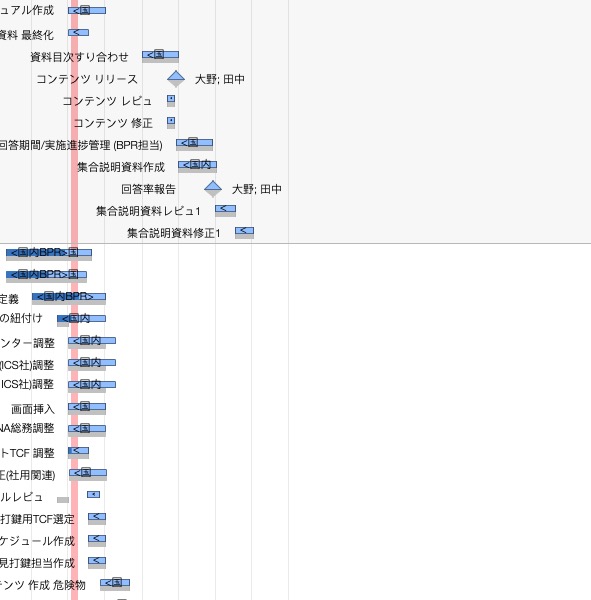 ュアル作成 <国
資料 最終化 <
資料目次すり合わせ <国
コンテンツ リリース 大野; 田中
コンテンツ レビュ
コンテンツ 修正
回答期間/実施進捗管理 (BPR担当) <国
集合説明資料作成 <国内
回答率報告 大野; 田中
集合説明資料レビュ1 <
集合説明資料修正1 <
<国内BPR>国
<国内BPR>国
定義 <国内BPR>
の紐付け <国内
ンター調整 <国内
(ICS社)調整 <国内
ICS社)調整 <国内
画面挿入 <国
NA総務調整 <国
トTCF 調整 <
正(社用関連) <国
ルレビュ
打鍵用TCF選定 <
ケジュール作成 <
見打鍵担当作成 <
テンツ 作成 危険物 <国